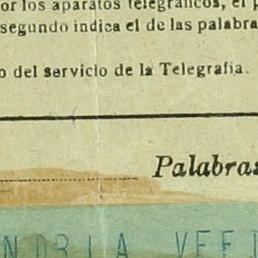 or los aparatos telegráficos, el
segundo indica el de las palabra
o del servicio de la Telegrafía.
Palabras